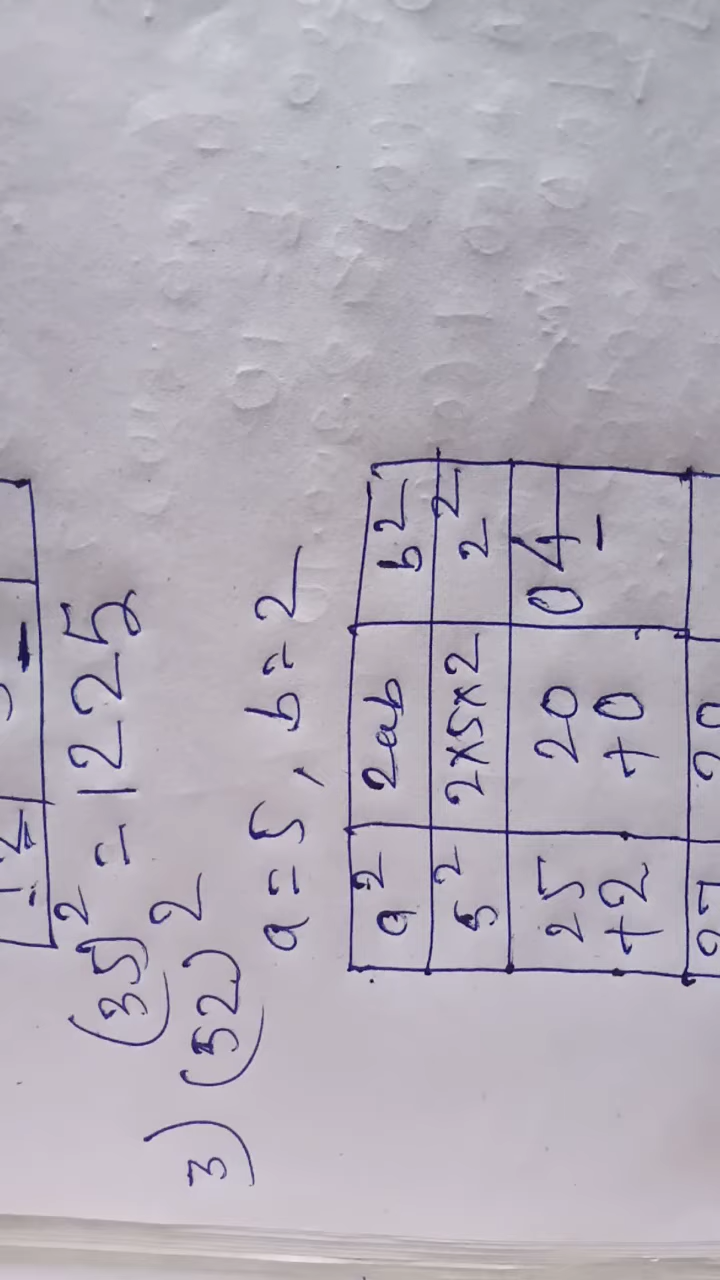 (35)² = 1225
3) (52)²
a = 5, b = 2
a² 2ab b²
5² 2×5×2 2²
25 20 04
+2 +0